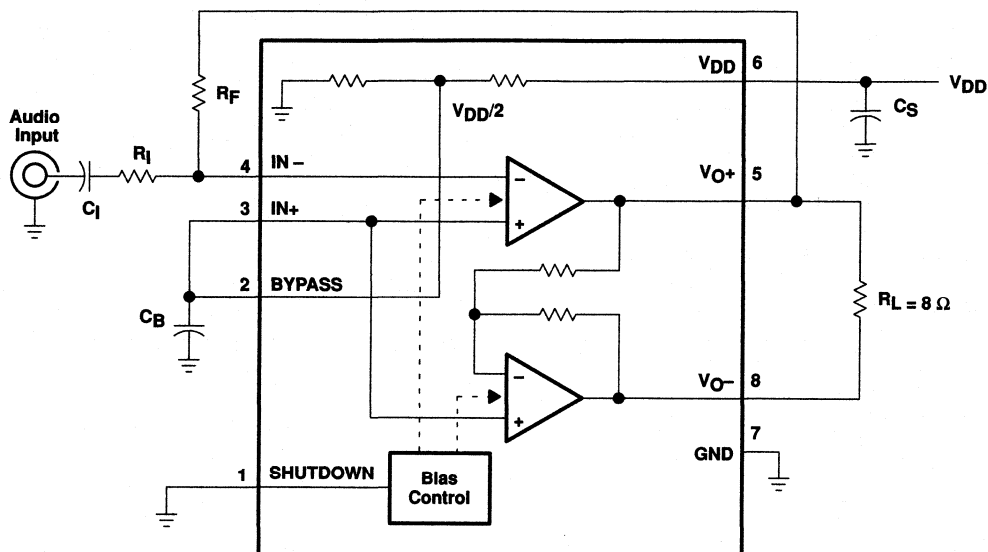 VDD 6
VDD
RF
VDD/2
CS
Audio
Input
RI
4 IN –
VO+ 5
CI
3 IN+
2 BYPASS
CB
RL = 8 Ω
VO– 8
7
GND
1 SHUTDOWN
Bias
Control
–
+
–
+